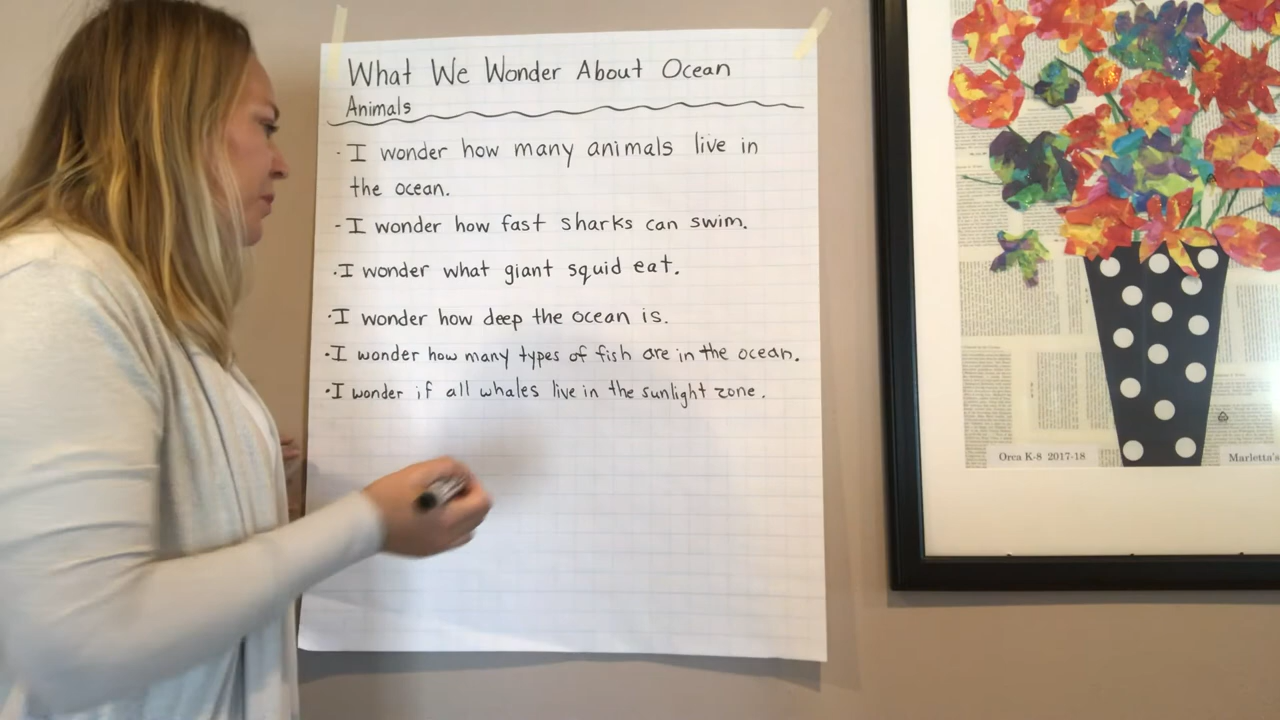 What We Wonder About Ocean
Animals
· I wonder how many animals live in
the ocean.
- I wonder how fast sharks can swim.
· I wonder what giant squid eat.
· I wonder how deep the ocean is.
· I wonder how many types of fish are in the ocean.
· I wonder if all whales live in the sunlight zone.
Orca K-8 2017-18
Marletta's